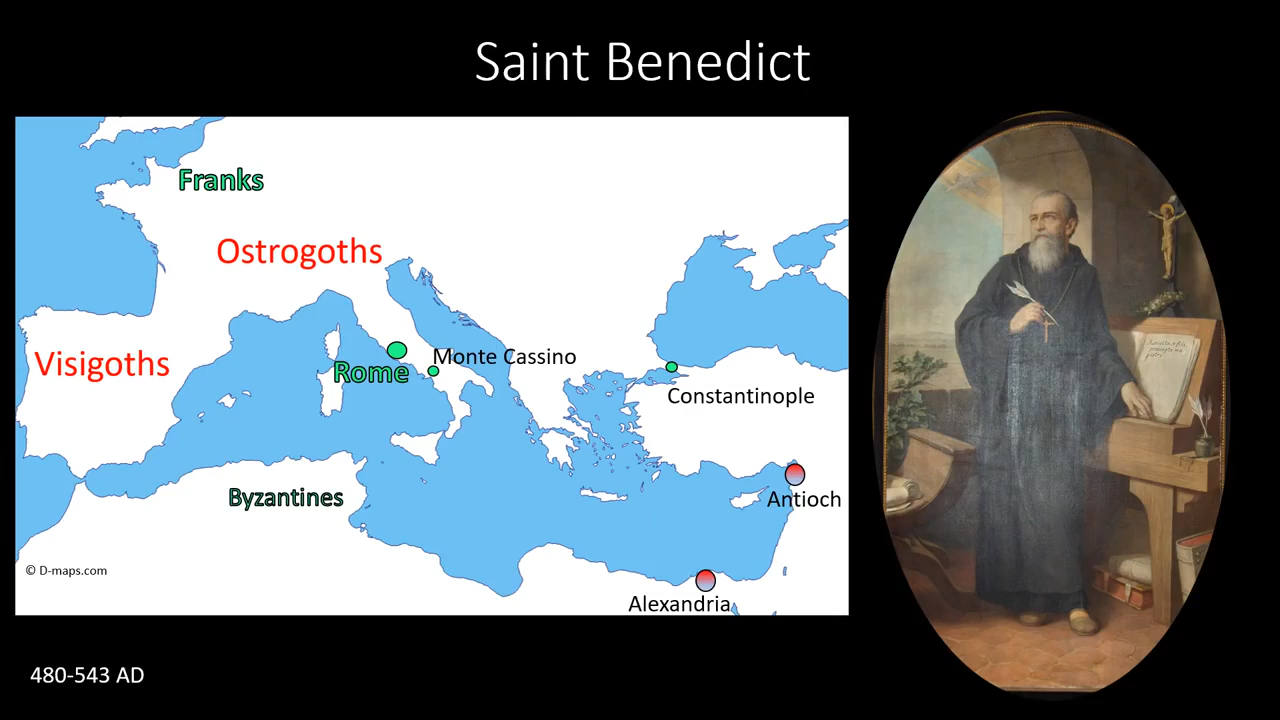 Saint Benedict
Franks
Ostrogoths
Visigoths
Rome
Monte Cassino
Constantinople
Antioch
Byzantines
Alexandria
© D-maps.com
480-543 AD